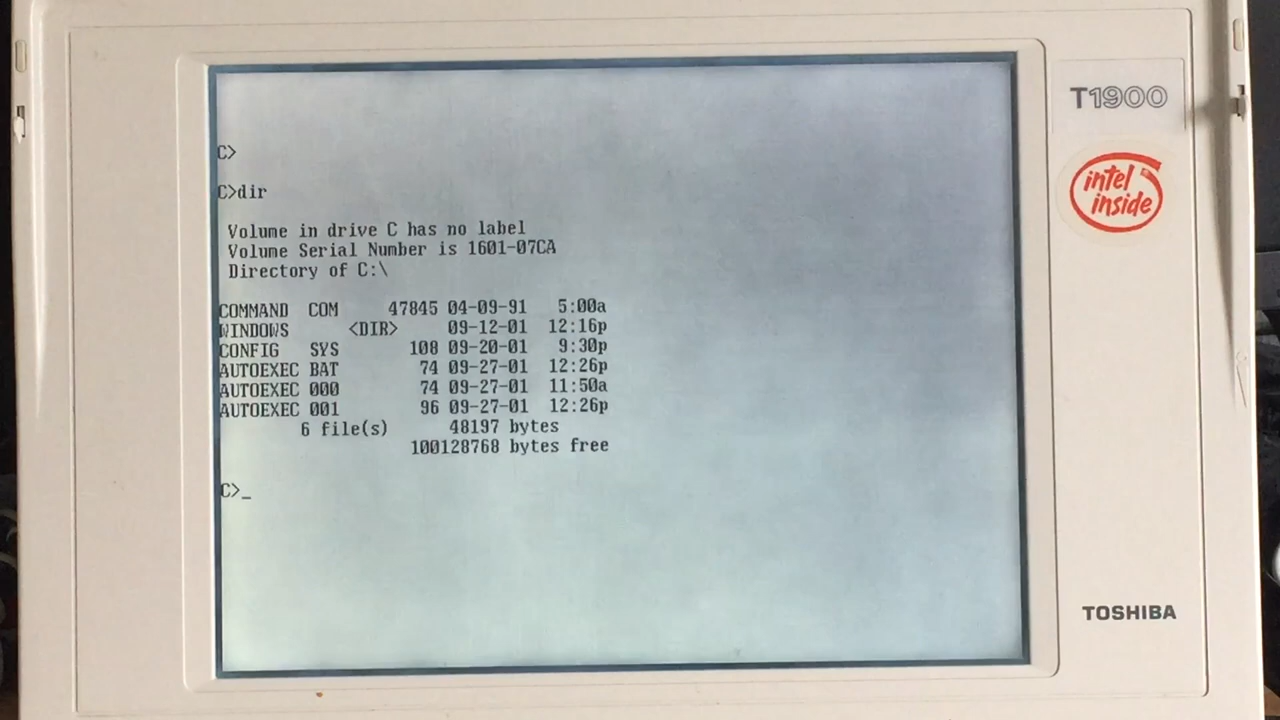 C>
C>dir
Volume in drive C has no label
Volume Serial Number is 1601-07CA
Directory of C:\
COMMAND  COM     47845 04-09-91   5:00a
WINDOWS      <DIR>     09-12-01  12:16p
CONFIG   SYS       108 09-20-01   9:30p
AUTOEXEC BAT        74 09-27-01  12:26p
AUTOEXEC 000        74 09-27-01  11:50a
AUTOEXEC 001        96 09-27-01  12:26p
6 file(s)      48197 bytes
100128768 bytes free
C>_
T1900
intel
inside
TOSHIBA